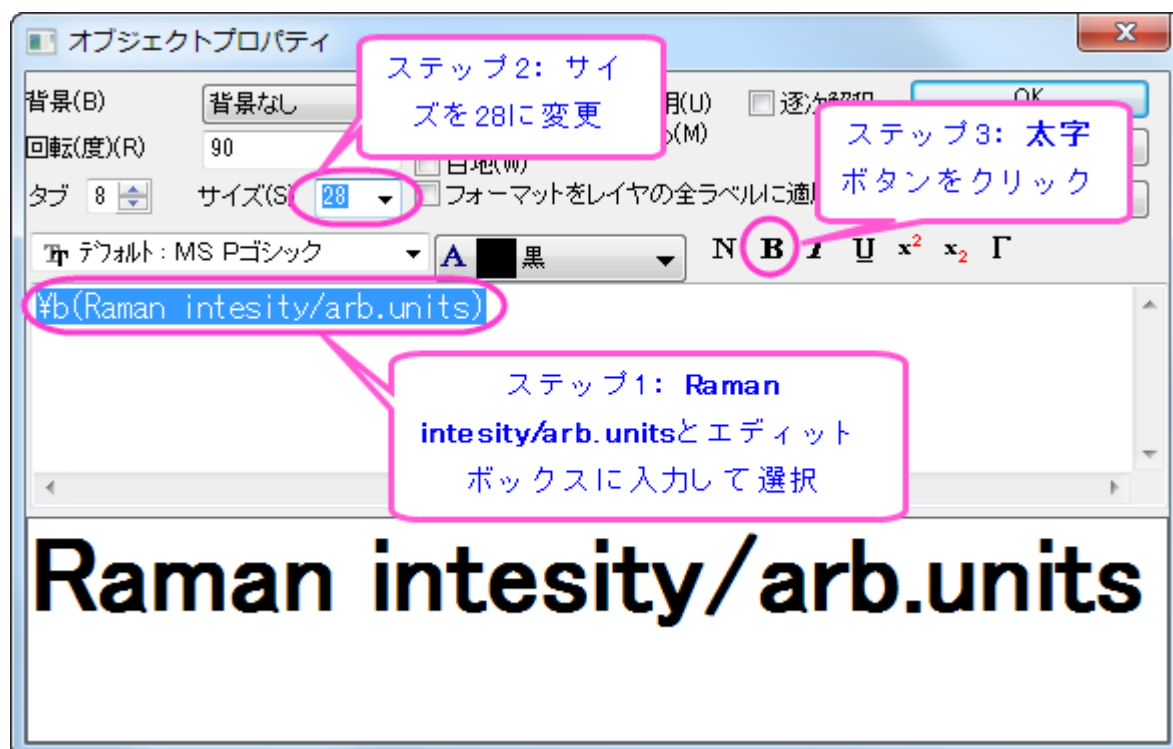 オブジェクトプロパティ
ステップ2: サイ
ズを28に変更
背景(B) 背景なし 用(U) 逐次解釈 OK
ステップ3: 太字
ボタンをクリック
回転(度)(R) 90 (M)
白地(W)
タブ 8 サイズ(S) 28 フォーマットをレイヤの全ラベルに適
デフォルト : MS Pゴシック A 黒 N B I U x² x₂ Γ
¥b(Raman intesity/arb.units)
ステップ1: Raman
intesity/arb.unitsとエディット
ボックスに入力して選択
Raman intesity/arb.units